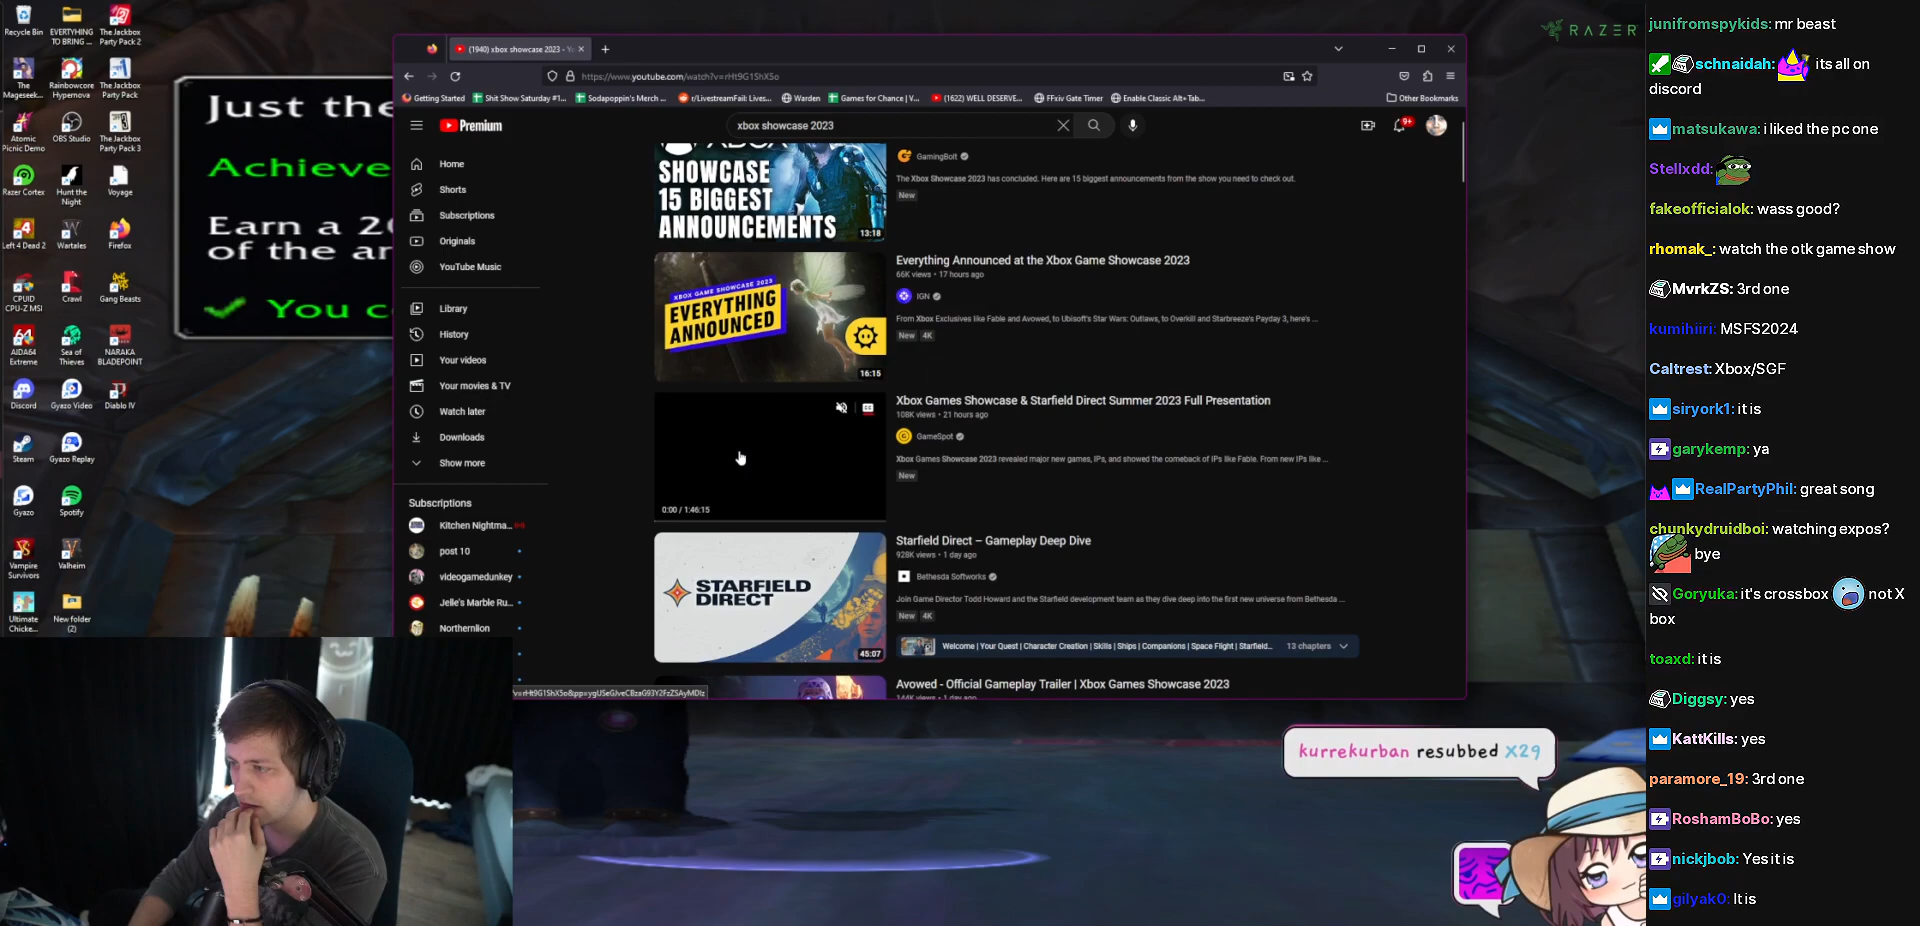 Recycle Bin
EVERYTHING TO BRING ...
The Jackbox Party Pack 2
The Mageseek...
Rainbowcore Hypernova
The Jackbox Party Pack
Atomic Picnic Demo
OBS Studio
The Jackbox Party Pack 3
Razer Cortex
Hunt the Night
Voyage
Left 4 Dead 2
Wartales
Firefox
CPUID CPU-Z MSI
Crawl
Gang Beasts
AIDA64 Extreme
Sea of Thieves
NARAKA BLADEPOINT
Discord
Gyazo Video
Diablo IV
Steam
Gyazo Replay
Gyazo
Spotify
Vampire Survivors
Valheim
Ultimate Chicke...
New folder (2)
Just the
Achieve
Earn a 20
of the ar
You c
RAZER
(1940) xbox showcase 2023 - Yo
https://www.youtube.com/watch?v=rHt9G1ShX5o
Getting Started
Shit Show Saturday #1...
Sodapoppin's Merch ...
r/LivestreamFail: Lives...
Warden
Games for Chance | V...
(1622) WELL DESERVE...
FFxiv Gate Timer
Enable Classic Alt+Tab...
Other Bookmarks
Premium
xbox showcase 2023
9+
Home
Shorts
Subscriptions
Originals
YouTube Music
Library
History
Your videos
Your movies & TV
Watch later
Downloads
Show more
Subscriptions
Kitchen Nightma...
post 10
videogamedunkey
Jelle's Marble Ru...
Northernlion
XBOX
SHOWCASE
15 BIGGEST
ANNOUNCEMENTS
13:18
GamingBolt
The Xbox Showcase 2023 has concluded. Here are 15 biggest announcements from the show you need to check out.
New
XBOX GAME SHOWCASE 2023
EVERYTHING
ANNOUNCED
16:15
Everything Announced at the Xbox Game Showcase 2023
66K views • 17 hours ago
IGN
From Xbox Exclusives like Fable and Avowed, to Ubisoft's Star Wars: Outlaws, to Overkill and Starbreeze's Payday 3, here's ...
New 4K
0:00 / 1:46:15
Xbox Games Showcase & Starfield Direct Summer 2023 Full Presentation
108K views • 21 hours ago
GameSpot
Xbox Games Showcase 2023 revealed major new games, IPs, and showed the comeback of IPs like Fable. From new IPs like ...
New
STARFIELD
DIRECT
45:07
Starfield Direct – Gameplay Deep Dive
928K views • 1 day ago
Bethesda Softworks
Join Game Director Todd Howard and the Starfield development team as they dive deep into the first new universe from Bethesda ...
New 4K
Welcome | Your Quest | Character Creation | Skills | Ships | Companions | Space Flight | Starfield...
13 chapters
Avowed - Official Gameplay Trailer | Xbox Games Showcase 2023
144K views • 1 day ago
kurrekurban resubbed X29
junifromspykids: mr beast
schnaidah: its all on
discord
matsukawa: i liked the pc one
Stellxdd:
fakeofficialok: wass good?
rhomak_: watch the otk game show
MvrkZS: 3rd one
kumihiiri: MSFS2024
Caltrest: Xbox/SGF
siryork1: it is
garykemp: ya
RealPartyPhil: great song
chunkydruidboi: watching expos?
bye
Goryuka: it's crossbox not X
box
toaxd: it is
Diggsy: yes
KattKills: yes
paramore_19: 3rd one
RoshamBoBo: yes
nickjbob: Yes it is
gilyak0: It is